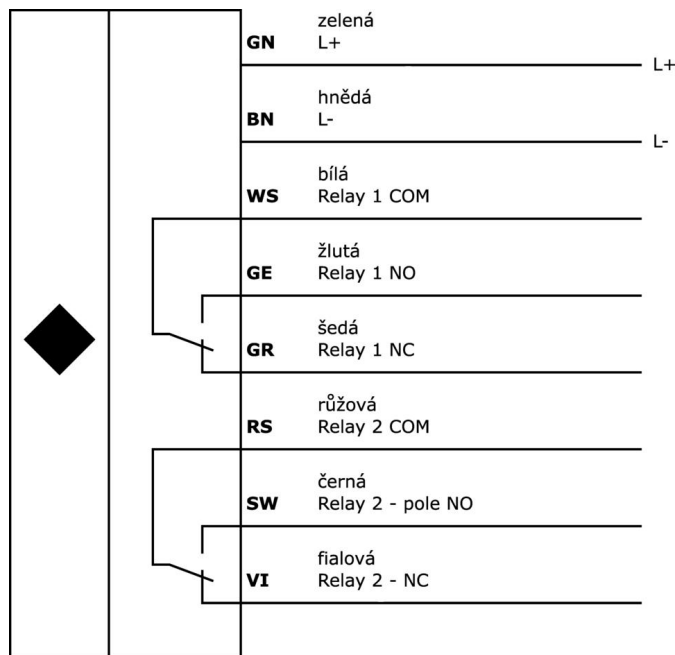 zelená
GN L+
L+
hnědá
BN L-
L-
bílá
WS Relay 1 COM
žlutá
GE Relay 1 NO
šedá
GR Relay 1 NC
růžová
RS Relay 2 COM
černá
SW Relay 2 - pole NO
fialová
VI Relay 2 - NC